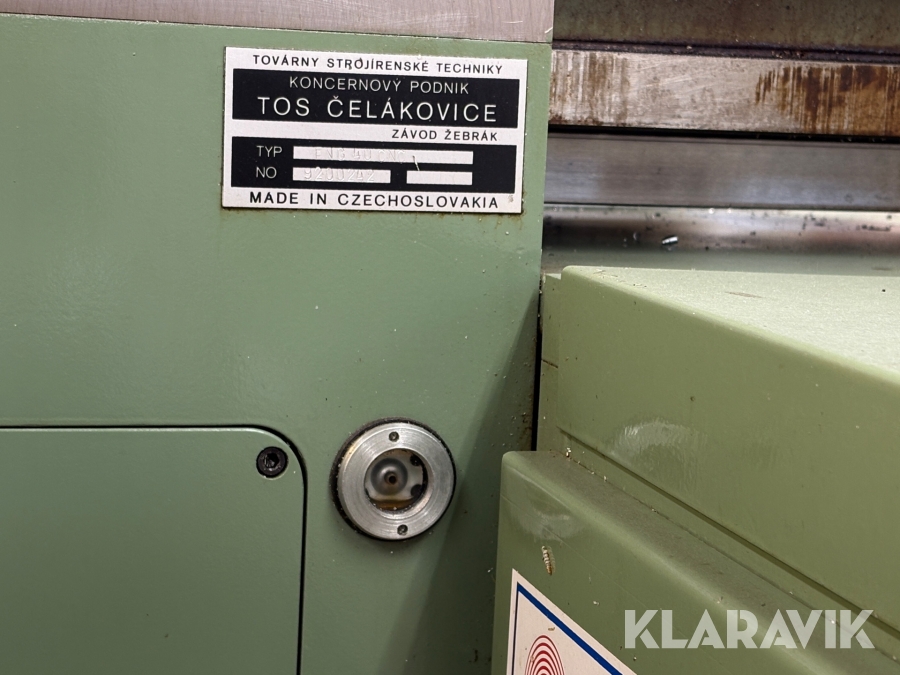 TOVÁRNY STROJÍRENSKÉ TECHNIKY
KONCERNOVÝ PODNIK
TOS ČELÁKOVICE
ZÁVOD ŽEBRÁK
TYP
NO
MADE IN CZECHOSLOVAKIA
KLARAVIK